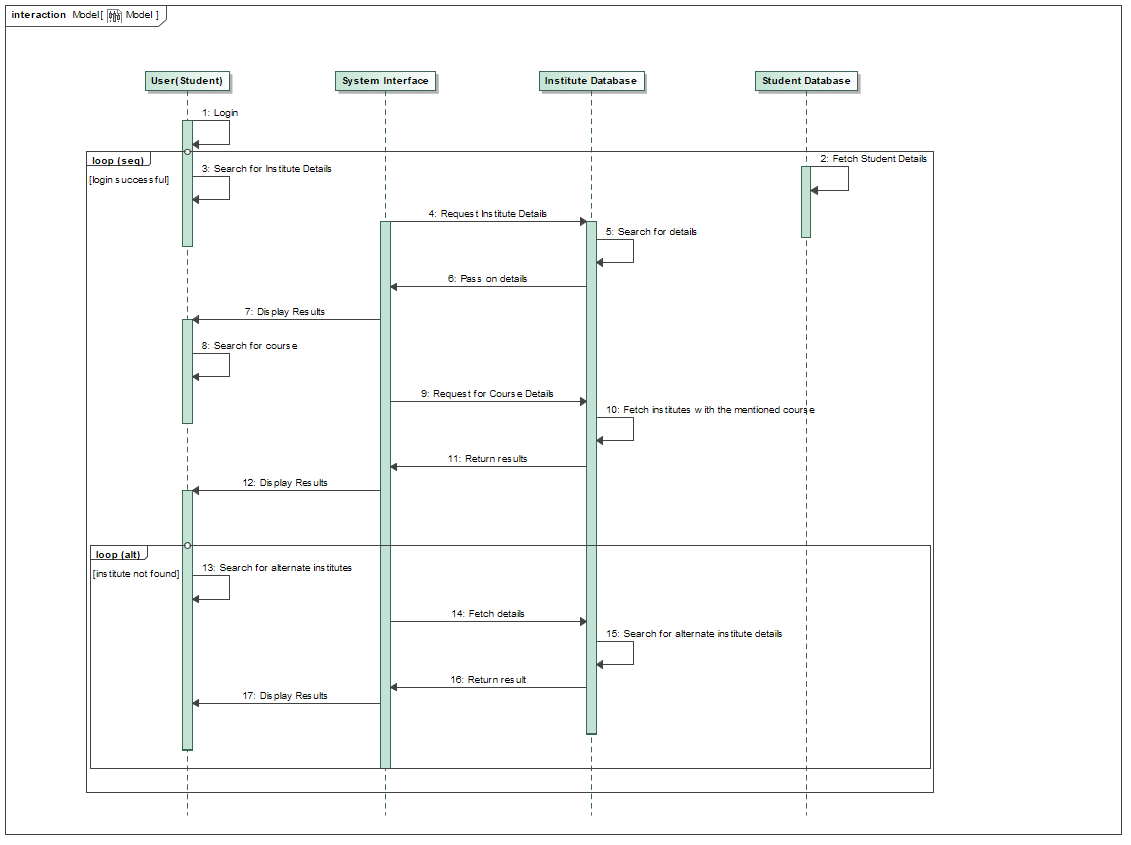 interaction Model[ Model ]
User(Student)
System Interface
Institute Database
Student Database
1: Login
loop (seq)
[login successful]
2: Fetch Student Details
3: Search for Institute Details
4: Request Institute Details
5: Search for details
6: Pass on details
7: Display Results
8: Search for course
9: Request for Course Details
10: Fetch institutes with the mentioned course
11: Return results
12: Display Results
loop (alt)
[institute not found]
13: Search for alternate institutes
14: Fetch details
15: Search for alternate institute details
16: Return result
17: Display Results